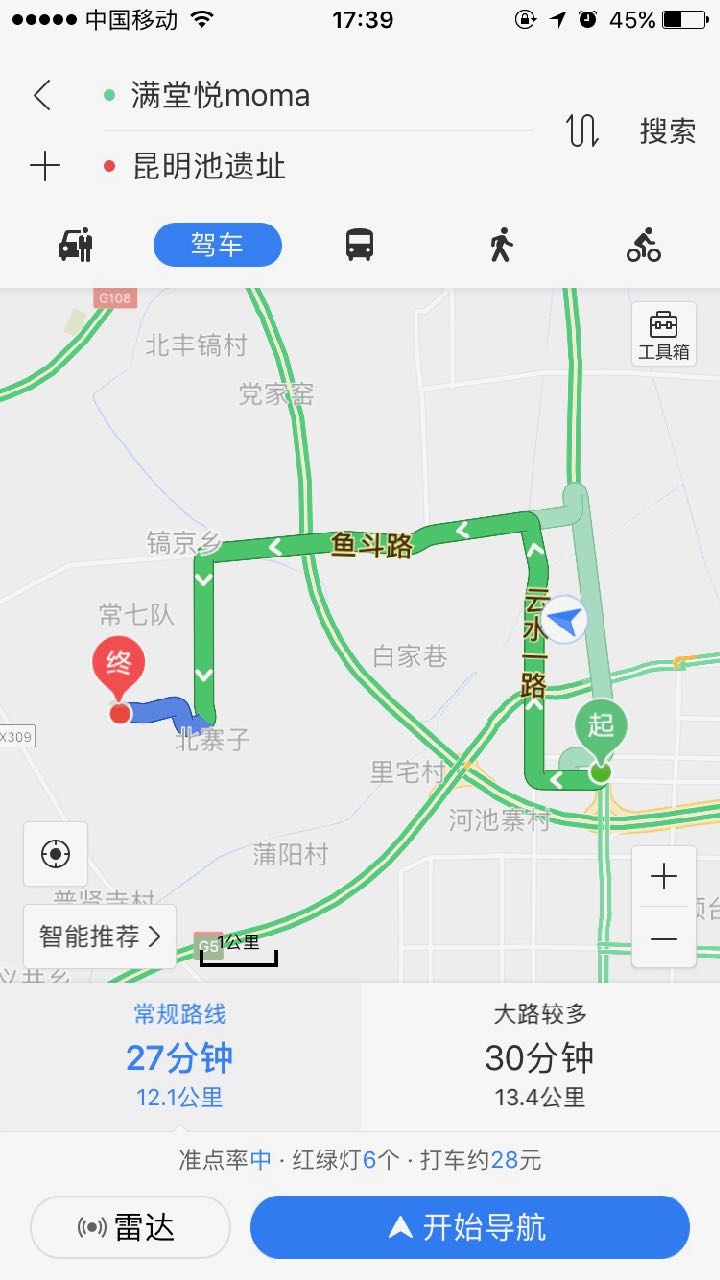 中国移动 17:39 45%
满堂悦moma
搜索
昆明池遗址
驾车
G108
工具箱
北丰镐村
党家窑
镐京乡
鱼斗路
常七队
云水一路
白家巷
终
起
X309
北寨子
里宅村
河池寨村
蒲阳村
普贤寺村
智能推荐
G5
1公里
义井乡
常规路线 大路较多
27分钟 30分钟
12.1公里 13.4公里
准点率中 · 红绿灯6个 · 打车约28元
雷达 开始导航